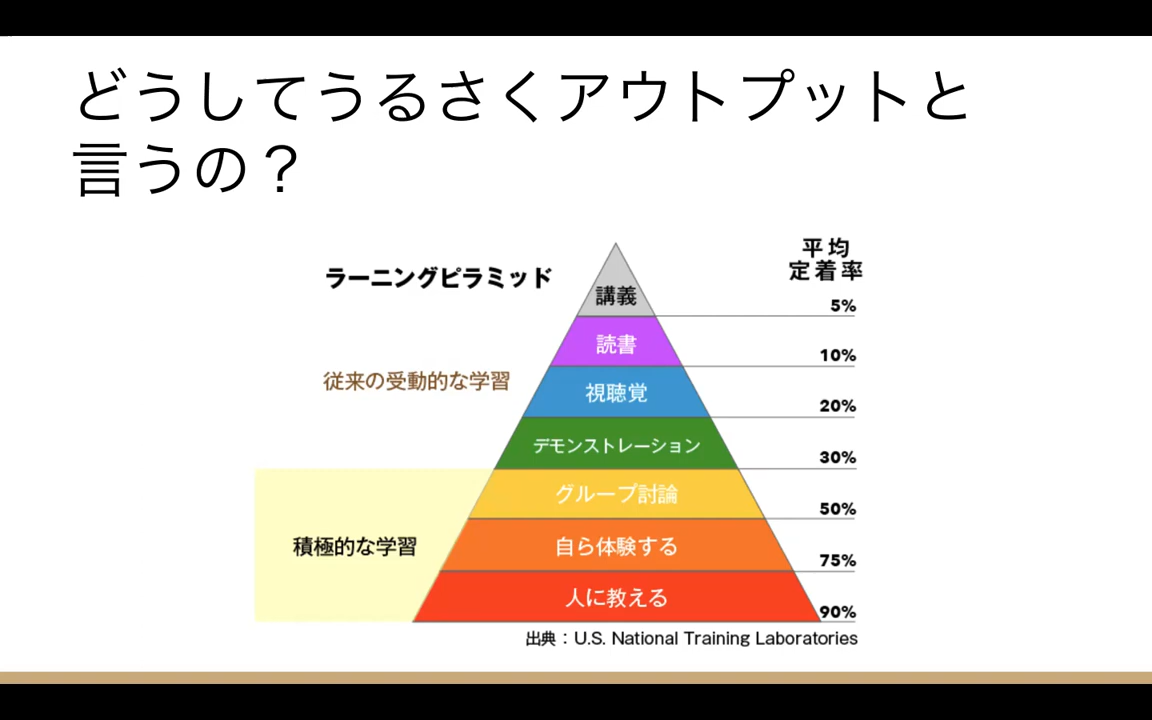 どうしてうるさくアウトプットと
言うの？
ラーニングピラミッド
平均
定着率
講義
5%
読書
10%
従来の受動的な学習
視聴覚
20%
デモンストレーション
30%
グループ討論
50%
積極的な学習
自ら体験する
75%
人に教える
90%
出典：U.S. National Training Laboratories